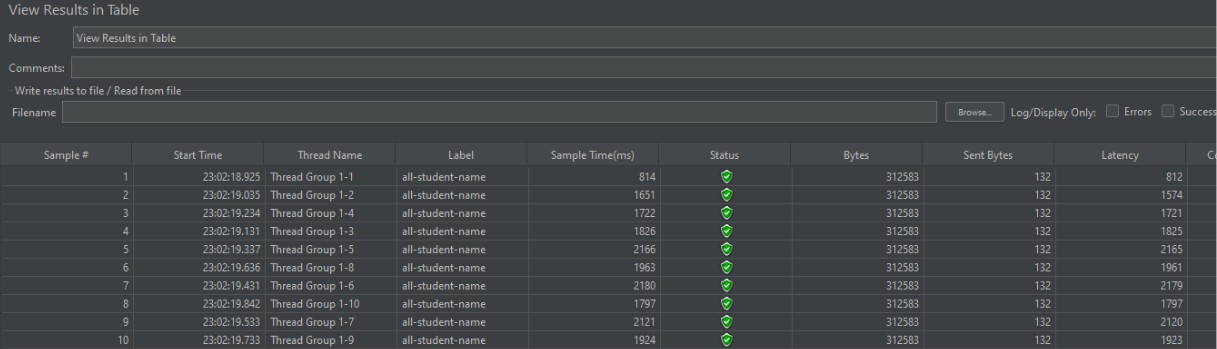 View Results in Table
Name: View Results in Table
Comments:
Write results to file / Read from file
Filename Browse... Log/Display Only: Errors Success
Sample # Start Time Thread Name Label Sample Time(ms) Status Bytes Sent Bytes Latency
1 23:02:18.925 Thread Group 1-1 all-student-name 814 312583 132 812
2 23:02:19.035 Thread Group 1-2 all-student-name 1651 312583 132 1574
3 23:02:19.234 Thread Group 1-4 all-student-name 1722 312583 132 1721
4 23:02:19.131 Thread Group 1-3 all-student-name 1826 312583 132 1825
5 23:02:19.337 Thread Group 1-5 all-student-name 2166 312583 132 2165
6 23:02:19.636 Thread Group 1-8 all-student-name 1963 312583 132 1961
7 23:02:19.431 Thread Group 1-6 all-student-name 2180 312583 132 2179
8 23:02:19.842 Thread Group 1-10 all-student-name 1797 312583 132 1797
9 23:02:19.533 Thread Group 1-7 all-student-name 2121 312583 132 2120
10 23:02:19.733 Thread Group 1-9 all-student-name 1924 312583 132 1923